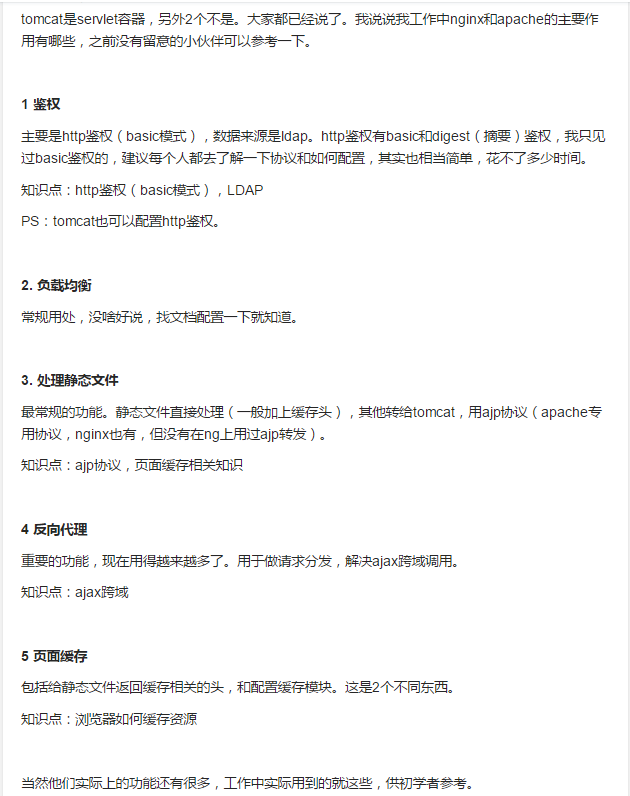 tomcat是servlet容器，另外2个不是。大家都已经说了。我说说我工作中nginx和apache的主要作
用有哪些，之前没有留意的小伙伴可以参考一下。
1 鉴权
主要是http鉴权（basic模式），数据来源是ldap。http鉴权有basic和digest（摘要）鉴权，我只见
过basic鉴权的，建议每个人都去了解一下协议和如何配置，其实也相当简单，花不了多少时间。
知识点：http鉴权（basic模式），LDAP
PS：tomcat也可以配置http鉴权。
2. 负载均衡
常规用处，没啥好说，找文档配置一下就知道。
3. 处理静态文件
最常规的功能。静态文件直接处理（一般加上缓存头），其他转给tomcat，用ajp协议（apache专
用协议，nginx也有，但没有在ng上用过ajp转发）。
知识点：ajp协议，页面缓存相关知识
4 反向代理
重要的功能，现在用得越来越多了。用于做请求分发，解决ajax跨域调用。
知识点：ajax跨域
5 页面缓存
包括给静态文件返回缓存相关的头，和配置缓存模块。这是2个不同东西。
知识点：浏览器如何缓存资源
当然他们实际上的功能还有很多，工作中实际用到的就这些，供初学者参考。